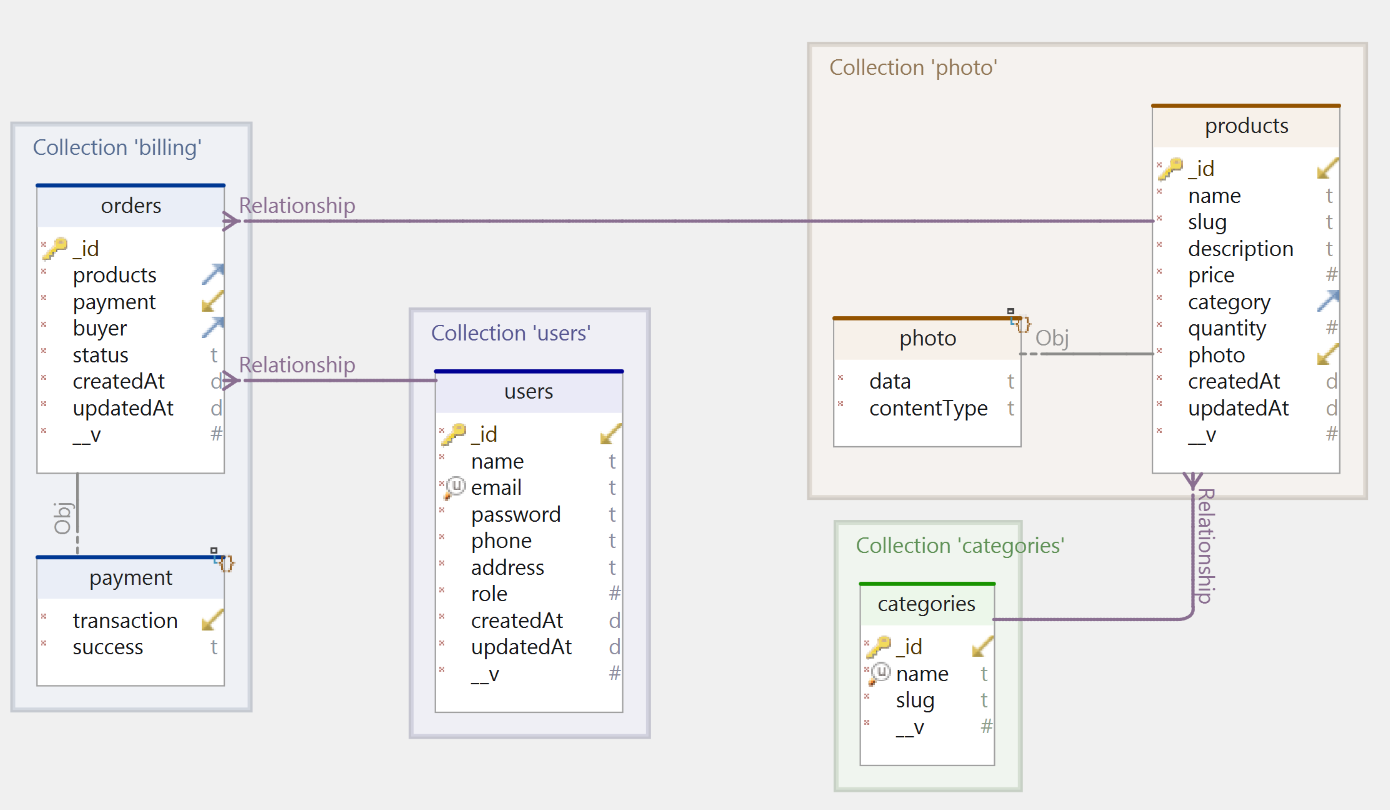 Collection 'billing'
orders
_id
products
payment
buyer
status t
createdAt d
updatedAt d
__v #
Relationship
Relationship
Obj
payment
transaction
success t
Collection 'users'
users
_id
name t
u email t
password t
phone t
address t
role #
createdAt d
updatedAt d
__v #
Collection 'photo'
photo
{}
data t
contentType t
Obj
products
_id
name t
slug t
description t
price #
category
quantity #
photo
createdAt d
updatedAt d
__v #
Relationship
Collection 'categories'
categories
_id
u name t
slug t
__v #